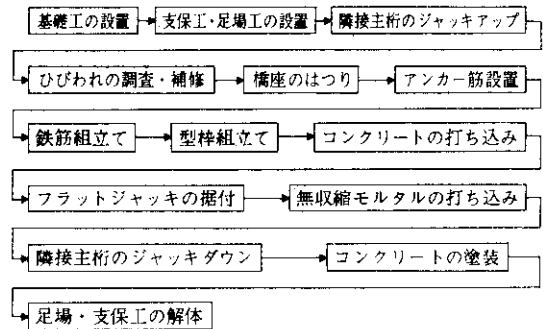 基礎工の設置 支保工・足場工の設置 隣接主桁のジャッキアップ
ひびわれの調査・補修 橋座のはつり アンカー筋設置
鉄筋組立て 型枠組立て コンクリートの打ち込み
フラットジャッキの据付 無収縮モルタルの打ち込み
隣接主桁のジャッキダウン コンクリートの塗装
足場・支保工の解体